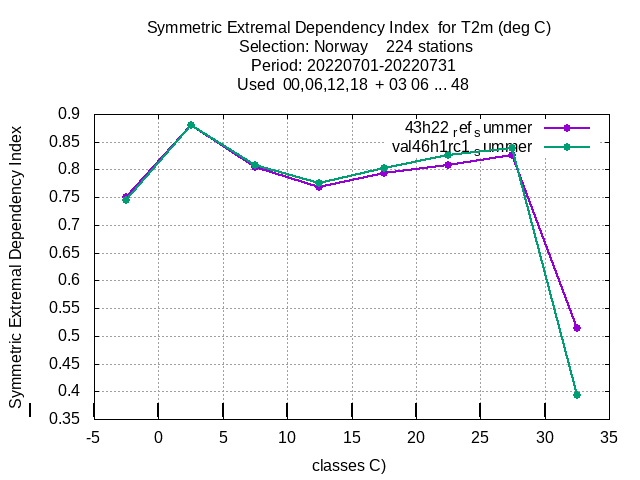 Symmetric Extremal Dependency Index for T2m (deg C)
Selection: Norway 224 stations
Period: 20220701-20220731
Used 00,06,12,18 + 03 06 ... 48
43h22_ref_summer
val46h1rc1_summer
Symmetric Extremal Dependency Index
0.9
0.85
0.8
0.75
0.7
0.65
0.6
0.55
0.5
0.45
0.4
0.35
-5 0 5 10 15 20 25 30 35
classes C)